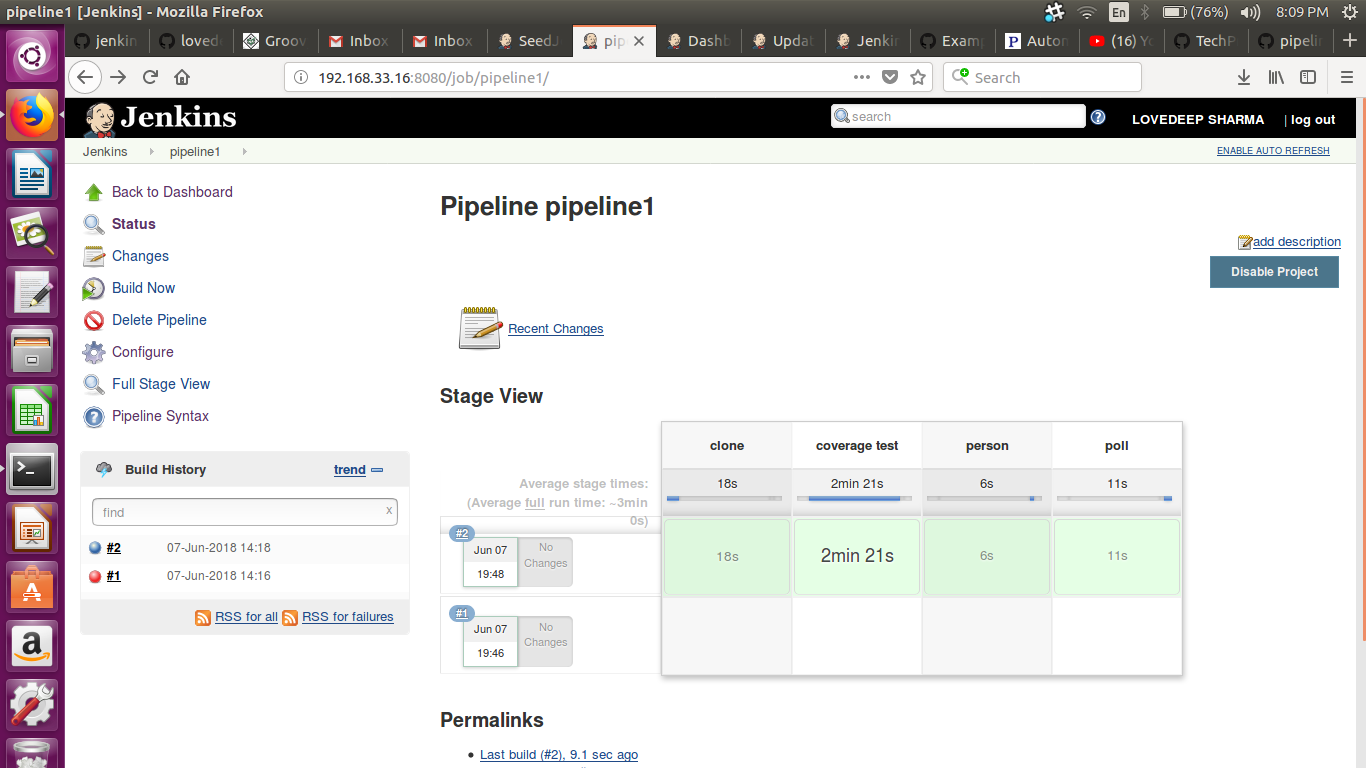 pipeline1 [Jenkins] - Mozilla Firefox
En
(76%)
8:09 PM
jenkin
loved
Groov
Inbox
Inbox
SeedJ
pip
Dashb
Updat
Jenki
Examp
Auton
(16) Yo
TechP
pipelin
192.168.33.16:8080/job/pipeline1/
Search
Jenkins
search
LOVEDEEP SHARMA
| log out
Jenkins
pipeline1
ENABLE AUTO REFRESH
Back to Dashboard
Status
Changes
Build Now
Delete Pipeline
Configure
Full Stage View
Pipeline Syntax
Build History
trend
find
x
#2
07-Jun-2018 14:18
#1
07-Jun-2018 14:16
RSS for all
RSS for failures
Pipeline pipeline1
add description
Disable Project
Recent Changes
Stage View
clone
coverage test
person
poll
Average stage times:
(Average full run time: ~3min
0s)
18s
2min 21s
6s
11s
#2
Jun 07
19:48
No
Changes
18s
2min 21s
6s
11s
#1
Jun 07
19:46
No
Changes
Permalinks
Last build (#2), 9.1 sec ago